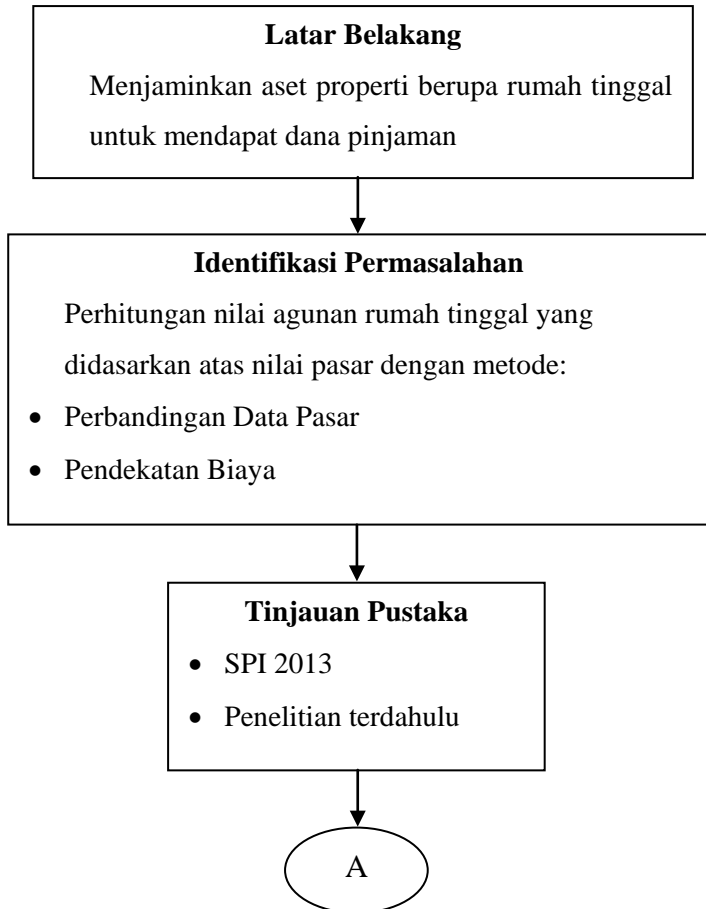 Latar Belakang
Menjaminkan aset properti berupa rumah tinggal
untuk mendapat dana pinjaman
Identifikasi Permasalahan
Perhitungan nilai agunan rumah tinggal yang
didasarkan atas nilai pasar dengan metode:
• Perbandingan Data Pasar
• Pendekatan Biaya
Tinjauan Pustaka
• SPI 2013
• Penelitian terdahulu
A